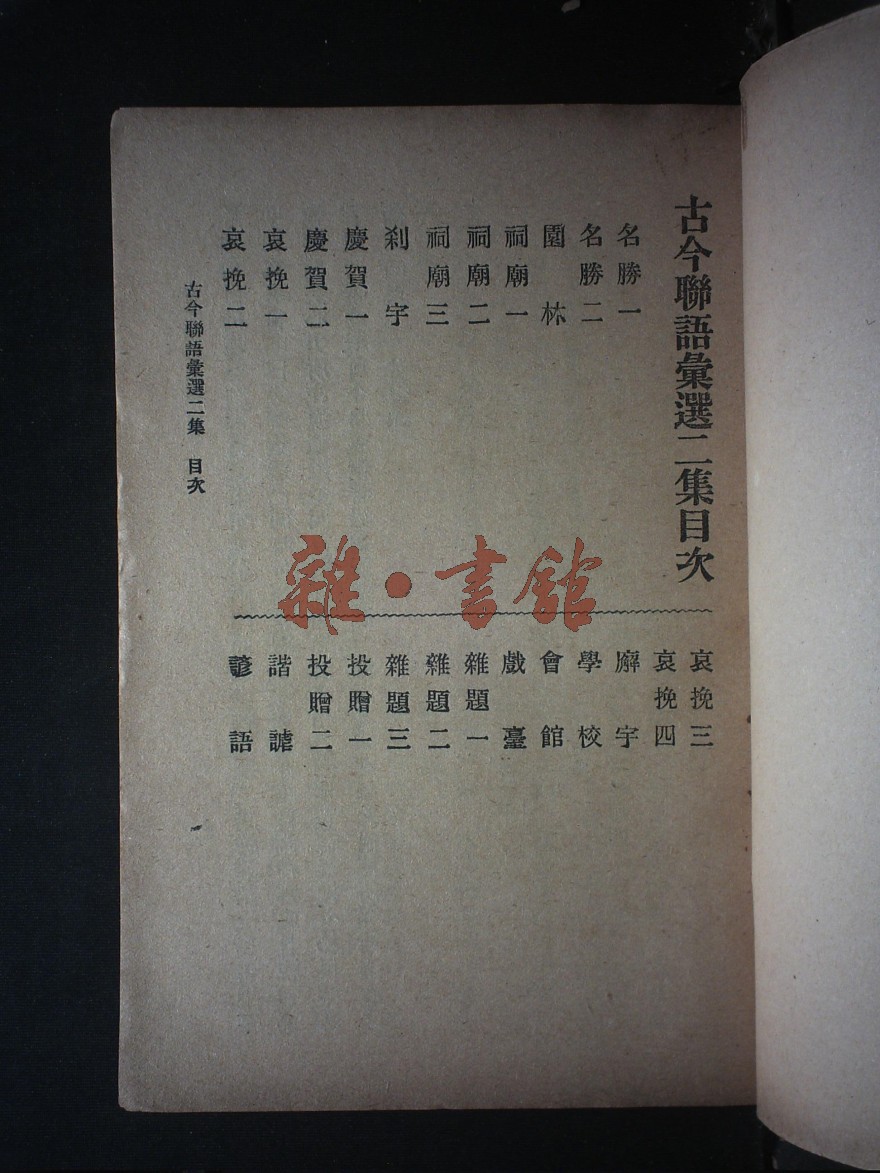 古今聯語彙選二集目次
名勝一
名勝二
園林
祠廟一
祠廟二
祠廟三
刹宇
慶賀一
慶賀二
哀挽一
哀挽二
哀挽三
哀挽四
廨宇
學校
會館
戲臺
雜題一
雜題二
雜題三
投贈一
投贈二
諧謔
諺語
古今聯語彙選二集 目次
雜·書館